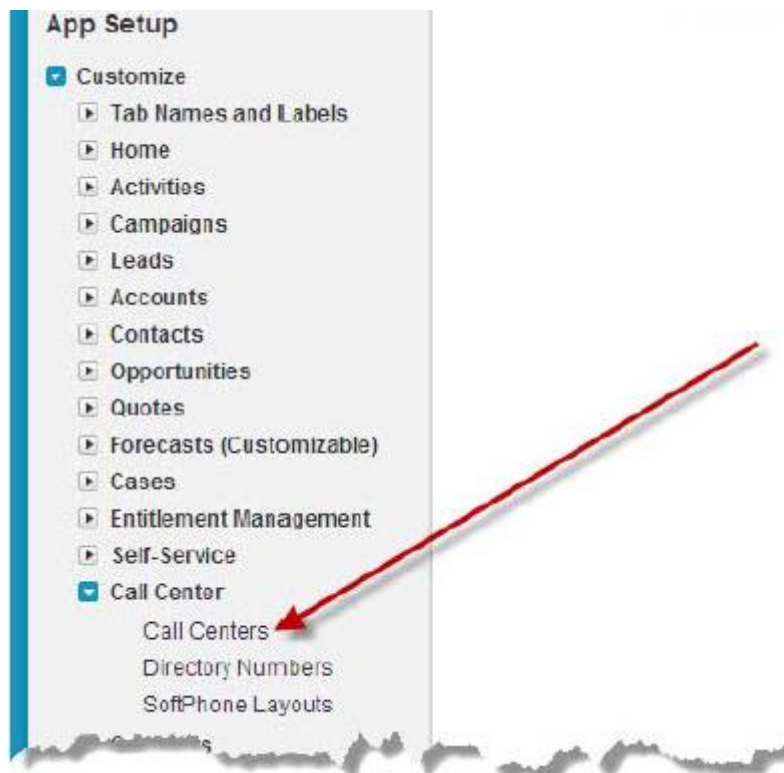 App Setup
Customize
Tab Names and Labels
Home
Activities
Campaigns
Leads
Accounts
Contacts
Opportunities
Quotes
Forecasts (Customizable)
Cases
Entitlement Management
Self-Service
Call Center
Call Centers
Directory Numbers
SoftPhone Layouts